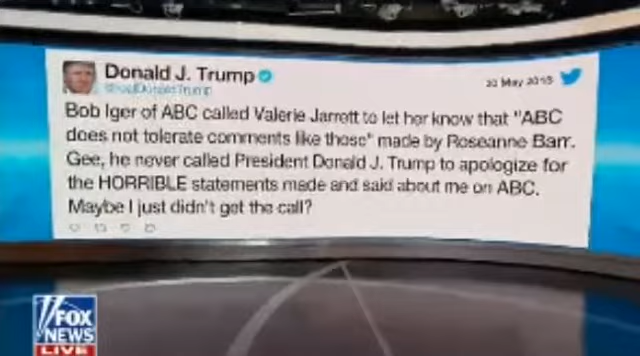 Donald J. Trump
@realDonaldTrump
30 May 2018
Bob Iger of ABC called Valerie Jarrett to let her know that "ABC
does not tolerate comments like those" made by Roseanne Barr.
Gee, he never called President Donald J. Trump to apologize for
the HORRIBLE statements made and said about me on ABC.
Maybe I just didn't get the call?
FOX
NEWS
LIVE